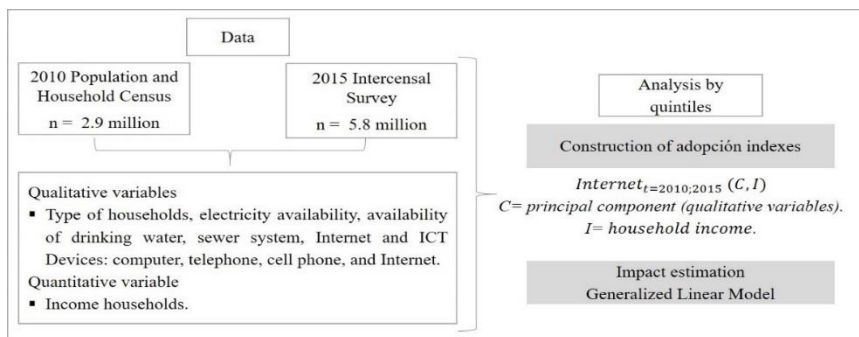 Data
2010 Population and
Household Census
n = 2.9 million
2015 Intercensal
Survey
n = 5.8 million
Qualitative variables
▪ Type of households, electricity availability, availability
of drinking water, sewer system, Internet and ICT
Devices: computer, telephone, cell phone, and Internet.
Quantitative variable
▪ Income households.
Analysis by
quintiles
Construction of adopción indexes
Internet_{t=2010;2015} (C, I)
C= principal component (qualitative variables).
I= household income.
Impact estimation
Generalized Linear Model